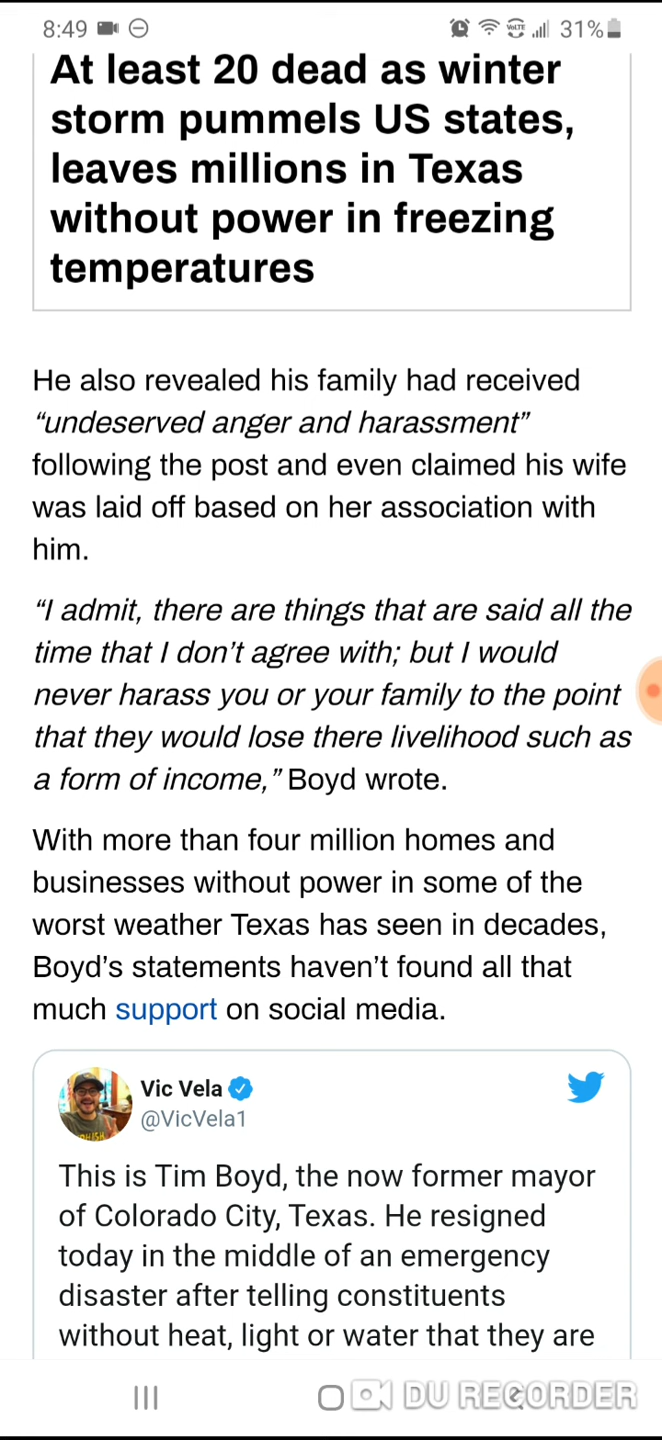 8:49 31%
At least 20 dead as winter
storm pummels US states,
leaves millions in Texas
without power in freezing
temperatures
He also revealed his family had received
“undeserved anger and harassment”
following the post and even claimed his wife
was laid off based on her association with
him.
“I admit, there are things that are said all the
time that I don’t agree with; but I would
never harass you or your family to the point
that they would lose there livelihood such as
a form of income,” Boyd wrote.
With more than four million homes and
businesses without power in some of the
worst weather Texas has seen in decades,
Boyd’s statements haven’t found all that
much support on social media.
Vic Vela
@VicVela1
This is Tim Boyd, the now former mayor
of Colorado City, Texas. He resigned
today in the middle of an emergency
disaster after telling constituents
without heat, light or water that they are
DU RECORDER